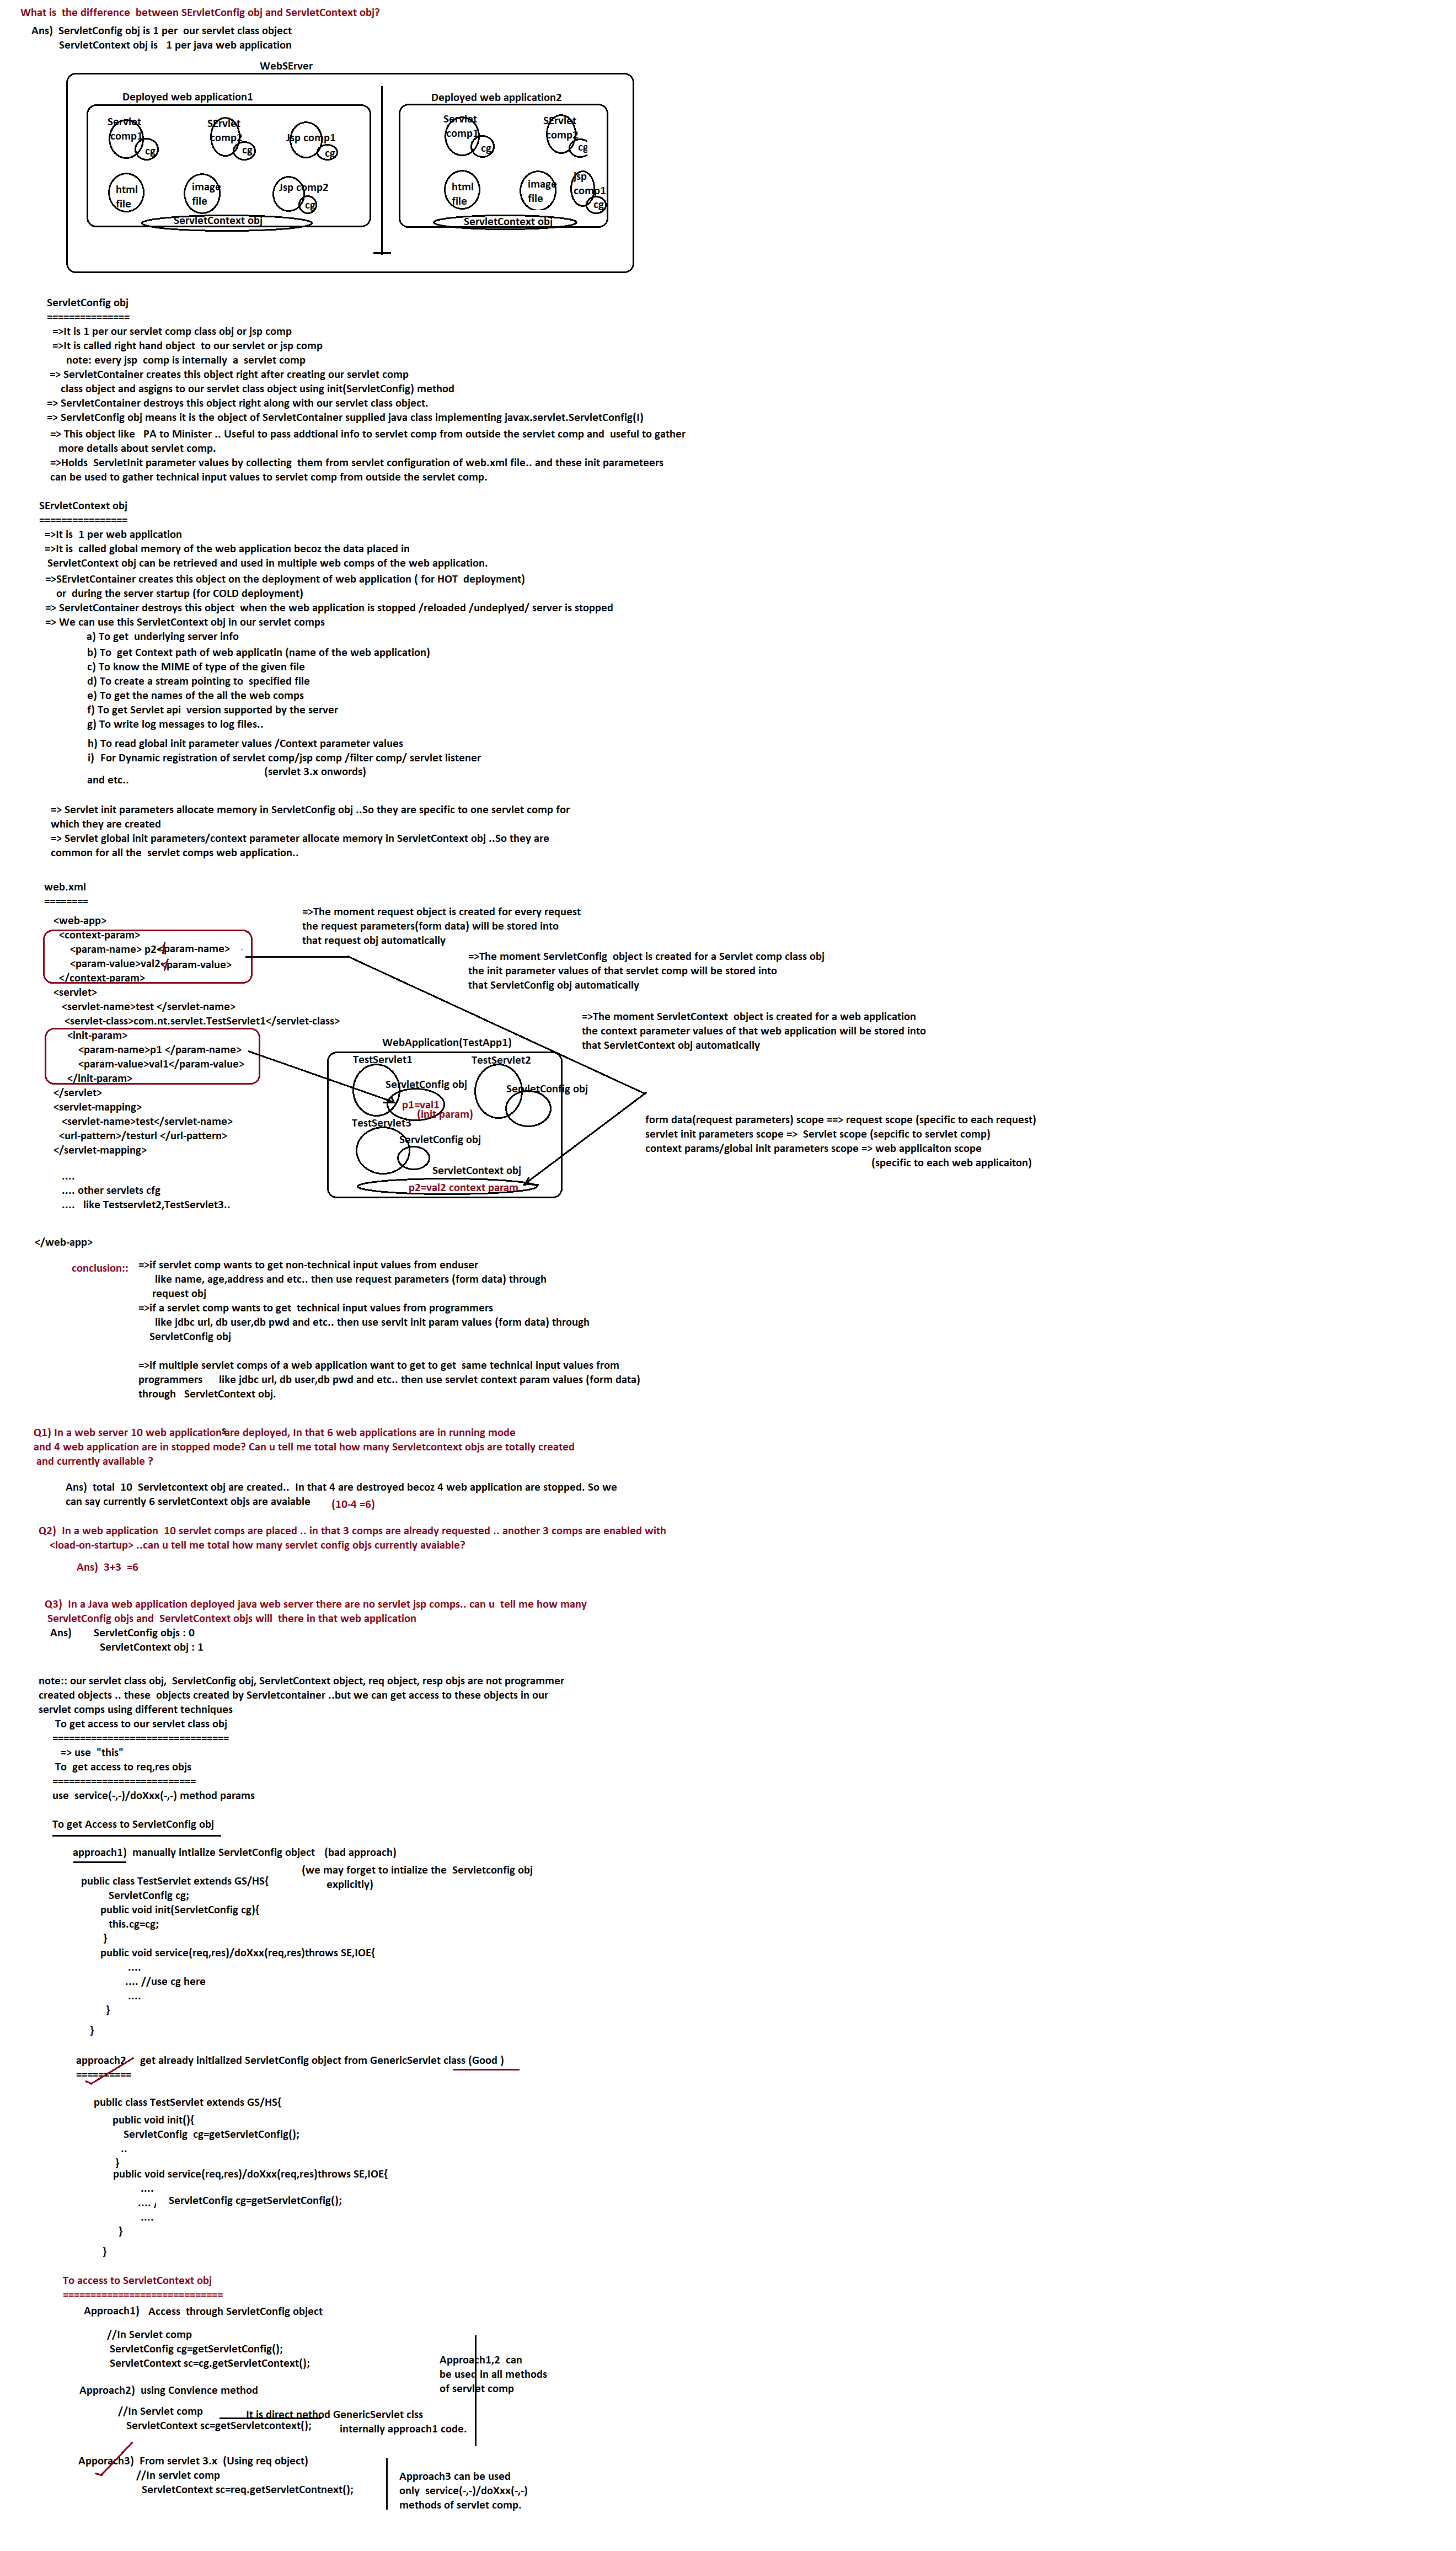 What is  the difference  between SErvletConfig obj and ServletContext obj?
Ans)  ServletConfig obj is 1 per  our servlet class object
ServletContext obj is   1 per java web application
WebSErver
Deployed web application1
Deployed web application2
Servlet
comp1
cg
SErvlet
comp2
cg
Jsp comp1
cg
html
file
image
file
Jsp comp2
cg
ServletContext obj
Servlet
comp1
cg
SErvlet
comp2
cg
html
file
image
file
jsp
comp1
cg
ServletContext obj
ServletConfig obj
===============
=>It is 1 per our servlet comp class obj or jsp comp
=>It is called right hand object  to our servlet or jsp comp
note: every jsp  comp is internally  a  servlet comp
=> ServletContainer creates this object right after creating our servlet comp
class object and asgigns to our servlet class object using init(ServletConfig) method
=> ServletContainer destroys this object right along with our servlet class object.
=> ServletConfig obj means it is the object of ServletContainer supplied java class implementing javax.servlet.ServletConfig(I)
=> This object like   PA to Minister .. Useful to pass addtional info to servlet comp from outside the servlet comp and  useful to gather
more details about servlet comp.
=>Holds  ServletInit parameter values by collecting  them from servlet configuration of web.xml file.. and these init parameteers
can be used to gather technical input values to servlet comp from outside the servlet comp.
SErvletContext obj
================
=>It is  1 per web application
=>It is  called global memory of the web application becoz the data placed in
ServletContext obj can be retrieved and used in multiple web comps of the web application.
=>SErvletContainer creates this object on the deployment of web application ( for HOT  deployment)
or  during the server startup (for COLD deployment)
=> ServletContainer destroys this object  when the web application is stopped /reloaded /undeplyed/ server is stopped
=> We can use this ServletContext obj in our servlet comps
a) To get  underlying server info
b) To  get Context path of web applicatin (name of the web application)
c) To know the MIME of type of the given file
d) To create a stream pointing to  specified file
e) To get the names of the all the web comps
f) To get Servlet api  version supported by the server
g) To write log messages to log files..
h) To read global init parameter values /Context parameter values
i)  For Dynamic registration of servlet comp/jsp comp /filter comp/ servlet listener
(servlet 3.x onwords)
and etc..
=> Servlet init parameters allocate memory in ServletConfig obj ..So they are specific to one servlet comp for
which they are created
=> Servlet global init parameters/context parameter allocate memory in ServletContext obj ..So they are
common for all the  servlet comps web application..
web.xml
========
<web-app>
<context-param>
<param-name> p2</param-name>
<param-value>val2</param-value>
</context-param>
<servlet>
<servlet-name>test </servlet-name>
<servlet-class>com.nt.servlet.TestServlet1</servlet-class>
<init-param>
<param-name>p1 </param-name>
<param-value>val1</param-value>
</init-param>
</servlet>
<servlet-mapping>
<servlet-name>test</servlet-name>
<url-pattern>/testurl </url-pattern>
</servlet-mapping>
....
.... other servlets cfg
....   like Testservlet2,TestServlet3..
</web-app>
=>The moment request object is created for every request
the request parameters(form data) will be stored into
that request obj automatically
=>The moment ServletConfig  object is created for a Servlet comp class obj
the init parameter values of that servlet comp will be stored into
that ServletConfig obj automatically
=>The moment ServletContext  object is created for a web application
the context parameter values of that web application will be stored into
that ServletContext obj automatically
WebApplication(TestApp1)
TestServlet1
TestServlet2
ServletConfig obj
ServletConfig obj
p1=val1
(init param)
TestServlet3
ServletConfig obj
ServletContext obj
p2=val2 context param
form data(request parameters) scope ==> request scope (specific to each request)
servlet init parameters scope =>  Servlet scope (sepcific to servlet comp)
context params/global init parameters scope => web applicaiton scope
(specific to each web applicaiton)
conclusion::
=>if servlet comp wants to get non-technical input values from enduser
like name, age,address and etc.. then use request parameters (form data) through
request obj
=>if a servlet comp wants to get  technical input values from programmers
like jdbc url, db user,db pwd and etc.. then use servlt init param values (form data) through
ServletConfig obj
=>if multiple servlet comps of a web application want to get to get  same technical input values from
programmers      like jdbc url, db user,db pwd and etc.. then use servlet context param values (form data)
through   ServletContext obj.
Q1) In a web server 10 web applications are deployed, In that 6 web applications are in running mode
and 4 web application are in stopped mode? Can u tell me total how many Servletcontext objs are totally created
and currently available ?
Ans)  total  10  Servletcontext obj are created..  In that 4 are destroyed becoz 4 web application are stopped. So we
can say currently 6 servletContext objs are avaiable
(10-4 =6)
Q2)  In a web application  10 servlet comps are placed .. in that 3 comps are already requested .. another 3 comps are enabled with
<load-on-startup> ..can u tell me total how many servlet config objs currently avaiable?
Ans)  3+3  =6
Q3)  In a Java web application deployed java web server there are no servlet jsp comps.. can u  tell me how many
ServletConfig objs and  ServletContext objs will  there in that web application
Ans)        ServletConfig objs : 0
ServletContext obj : 1
note:: our servlet class obj,  ServletConfig obj, ServletContext object, req object, resp objs are not programmer
created objects .. these  objects created by Servletcontainer ..but we can get access to these objects in our
servlet comps using different techniques
To get access to our servlet class obj
================================
=> use  "this"
To  get access to req,res objs
==========================
use  service(-,-)/doXxx(-,-) method params
To get Access to ServletConfig obj
approach1)  manually intialize ServletConfig object   (bad approach)
(we may forget to intialize the  Servletconfig obj
explicitly)
public class TestServlet extends GS/HS{
ServletConfig cg;
public void init(ServletConfig cg){
this.cg=cg;
}
public void service(req,res)/doXxx(req,res)throws SE,IOE{
....
.... //use cg here
....
}
}
approach2     get already initialized ServletConfig object from GenericServlet class (Good )
==========
public class TestServlet extends GS/HS{
public void init(){
ServletConfig  cg=getServletConfig();
..
}
public void service(req,res)/doXxx(req,res)throws SE,IOE{
....
.... /    ServletConfig cg=getServletConfig();
....
}
}
To access to ServletContext obj
=============================
Approach1)   Access  through ServletConfig object
//In Servlet comp
ServletConfig cg=getServletConfig();
ServletContext sc=cg.getServletContext();
Approach1,2  can
be used in all methods
of servlet comp
Approach2)  using Convience method
//In Servlet comp
It is direct nethod GenericServlet clss
ServletContext sc=getServletcontext();
internally approach1 code.
Apporach3)  From servlet 3.x  (Using req object)
//In servlet comp
ServletContext sc=req.getServletContnext();
Approach3 can be used
only  service(-,-)/doXxx(-,-)
methods of servlet comp.